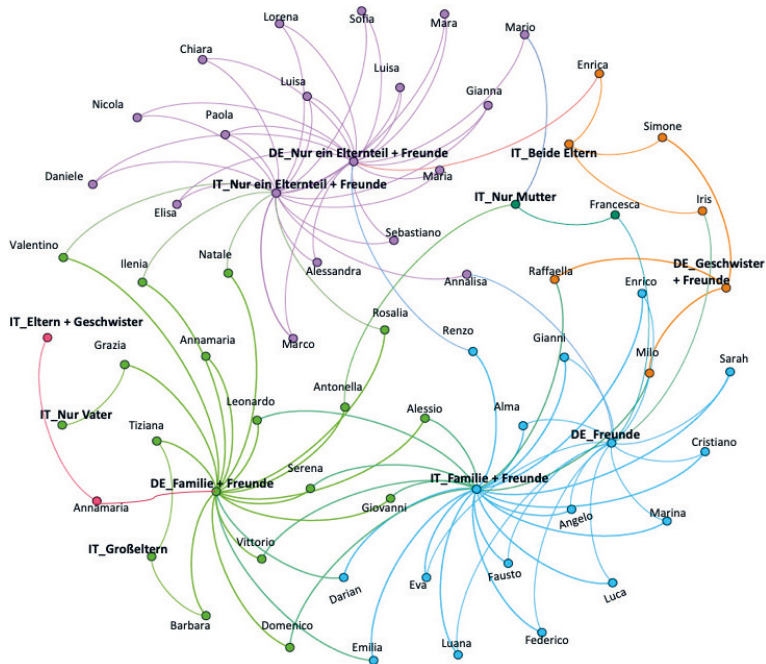 Lorena
Sofia
Mara
Mario
Chiara
Luisa
Luisa
Enrica
Gianna
Nicola
Paola
Simone
DE_Nur ein Elternteil + Freunde
IT_Beide Eltern
Daniele
IT_Nur ein Elternteil + Freunde
Maria
IT_Nur Mutter
Francesca
Iris
Elisa
Valentino
Ilenia
Natale
Sebastiano
Alessandra
Annalisa
Raffaella
Enrico
DE_Geschwister
+ Freunde
IT_Eltern + Geschwister
Rosalia
Renzo
Gianni
Grazia
Annamaria
Marco
Milo
Sarah
Leonardo
Antonella
IT_Nur Vater
Tiziana
Alessio
Alma
DE_Freunde
Cristiano
DE_Familie + Freunde
Serena
IT_Familie + Freunde
Annamaria
Giovanni
Angelo
Marina
IT_Großeltern
Vittorio
Darian
Eva
Fausto
Luca
Barbara
Domenico
Emilia
Luana
Federico